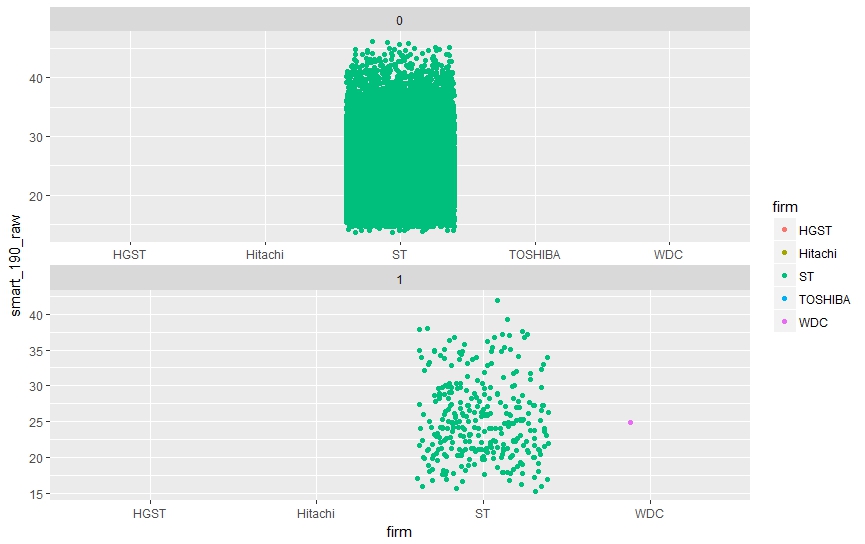 0
40
30
20
HGST Hitachi ST TOSHIBA WDC
smart_190_raw
1
40
35
30
25
20
15
HGST Hitachi ST WDC
firm
firm
HGST
Hitachi
ST
TOSHIBA
WDC